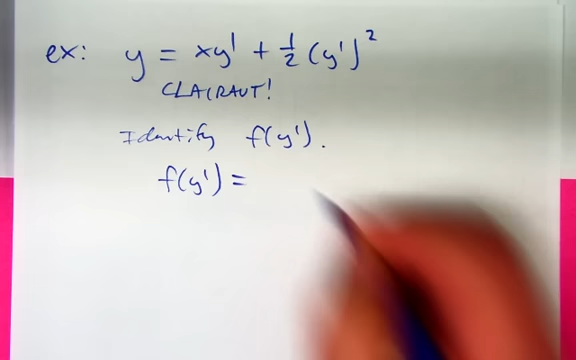 ex: y = xy' + 1/2 (y')²
CLAIRAUT!
Identify f(y').
f(y') =